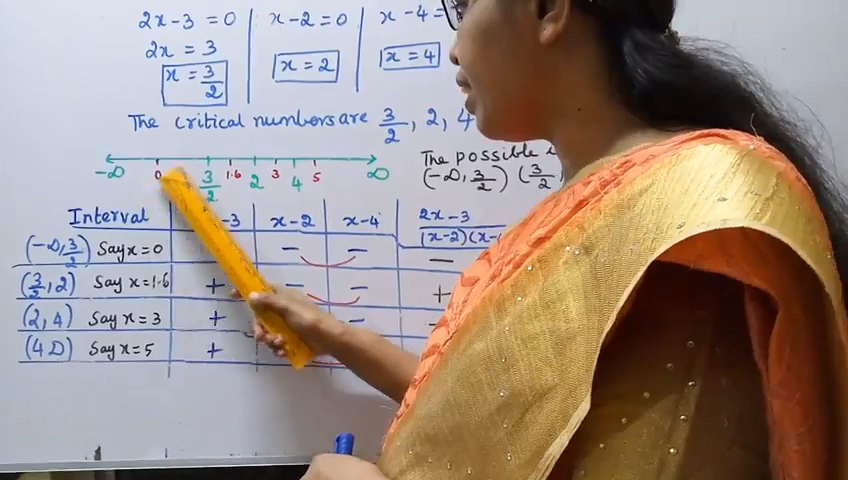 2x-3=0 x-2=0 x-4=
2x = 3
x = 3/2 x = 2 x = 4
The critical numbers are 3/2, 2, 4
-∞ 0 3/2 1.6 2 3 4 5 ∞
The possible
(-∞, 3/2) (3/2,
Interval -3 x-2 x-4 2x-3
(x-2)(x-
(-∞, 3/2) Say x=0 - - -
(3/2, 2) Say x=1.6 + - +
(2, 4) Say x=3 + -
(4 ∞) Say x=5 +